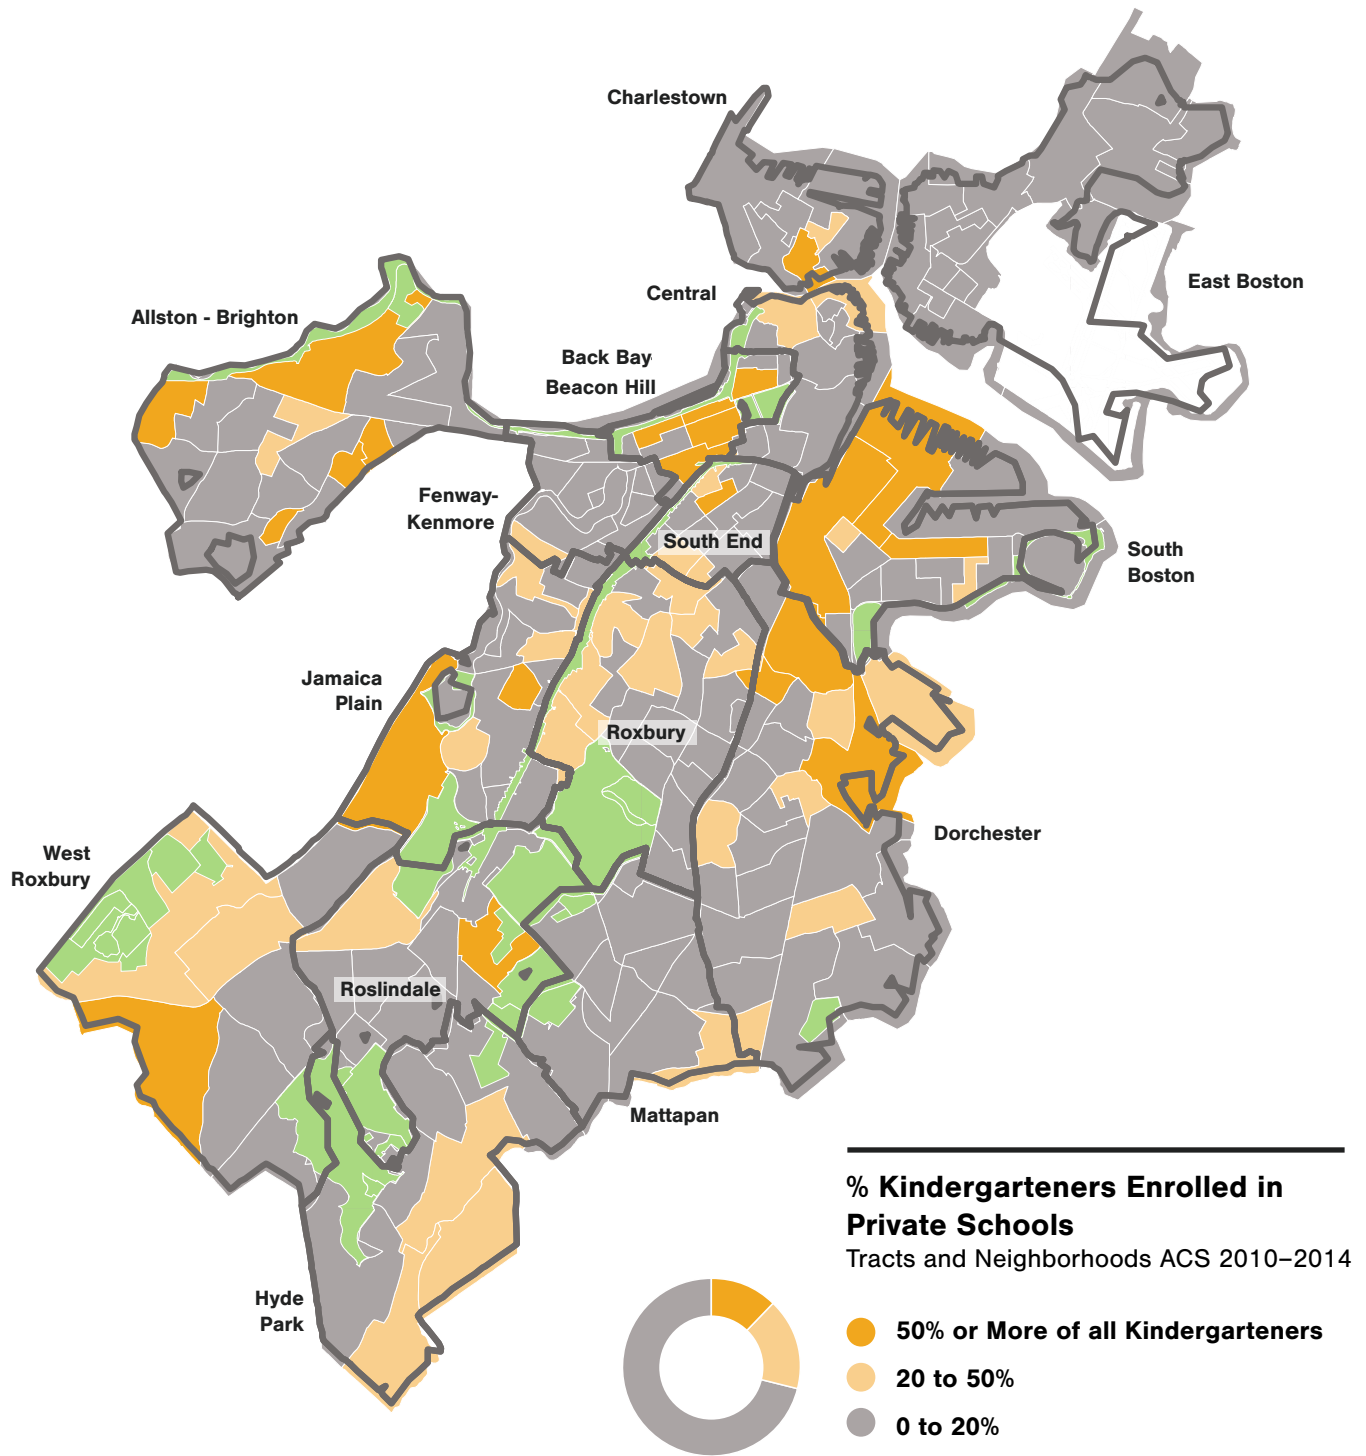 Charlestown
Central
East Boston
Allston - Brighton
Back Bay-
Beacon Hill
Fenway-
Kenmore
South End
South
Boston
Jamaica
Plain
Roxbury
Dorchester
West
Roxbury
Roslindale
Mattapan
Hyde
Park
% Kindergarteners Enrolled in
Private Schools
Tracts and Neighborhoods ACS 2010–2014
50% or More of all Kindergarteners
20 to 50%
0 to 20%